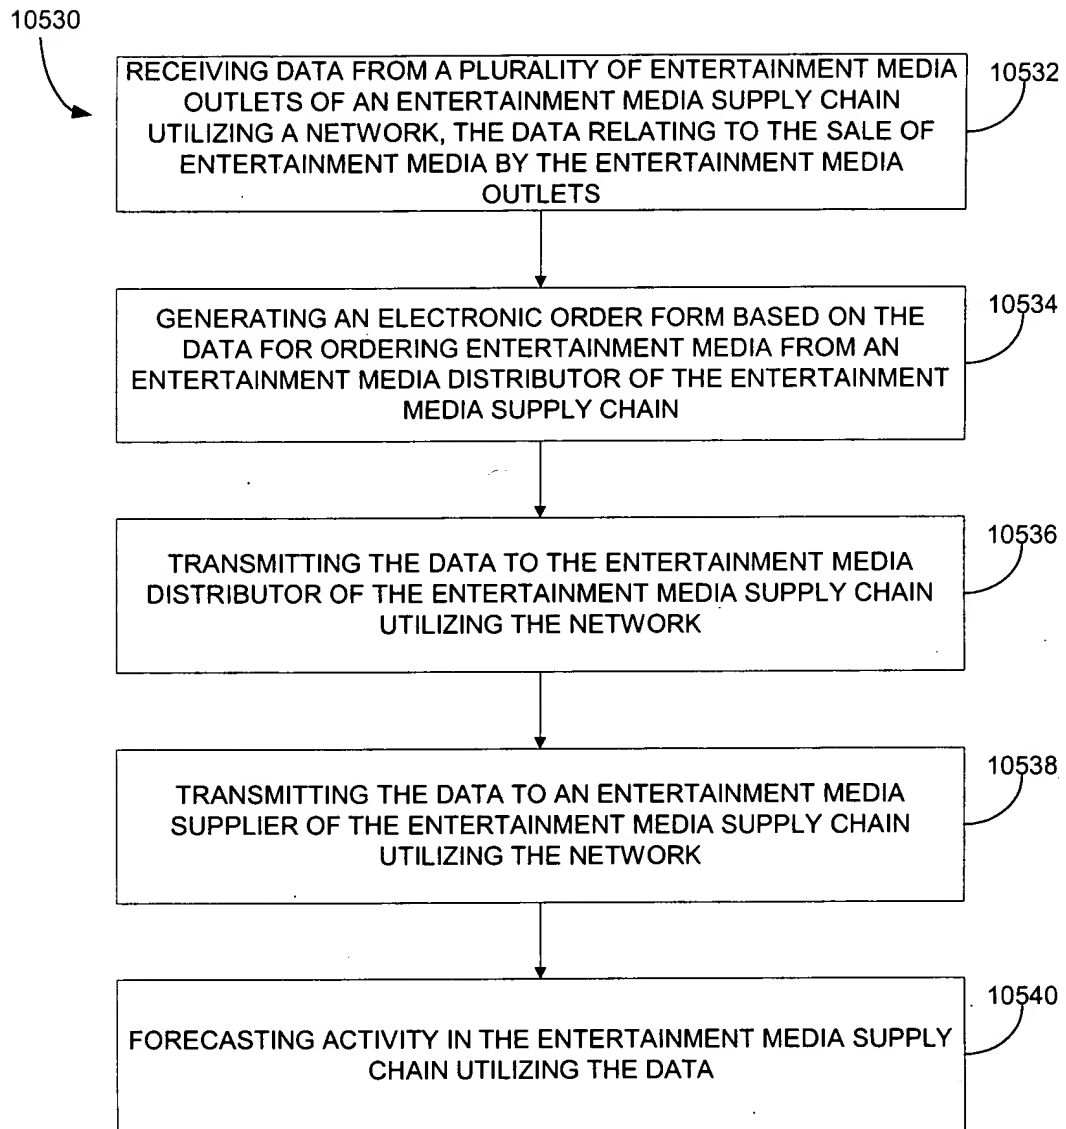 10530
RECEIVING DATA FROM A PLURALITY OF ENTERTAINMENT MEDIA
OUTLETS OF AN ENTERTAINMENT MEDIA SUPPLY CHAIN
UTILIZING A NETWORK, THE DATA RELATING TO THE SALE OF
ENTERTAINMENT MEDIA BY THE ENTERTAINMENT MEDIA
OUTLETS
10532
GENERATING AN ELECTRONIC ORDER FORM BASED ON THE
DATA FOR ORDERING ENTERTAINMENT MEDIA FROM AN
ENTERTAINMENT MEDIA DISTRIBUTOR OF THE ENTERTAINMENT
MEDIA SUPPLY CHAIN
10534
TRANSMITTING THE DATA TO THE ENTERTAINMENT MEDIA
DISTRIBUTOR OF THE ENTERTAINMENT MEDIA SUPPLY CHAIN
UTILIZING THE NETWORK
10536
TRANSMITTING THE DATA TO AN ENTERTAINMENT MEDIA
SUPPLIER OF THE ENTERTAINMENT MEDIA SUPPLY CHAIN
UTILIZING THE NETWORK
10538
FORECASTING ACTIVITY IN THE ENTERTAINMENT MEDIA SUPPLY
CHAIN UTILIZING THE DATA
10540